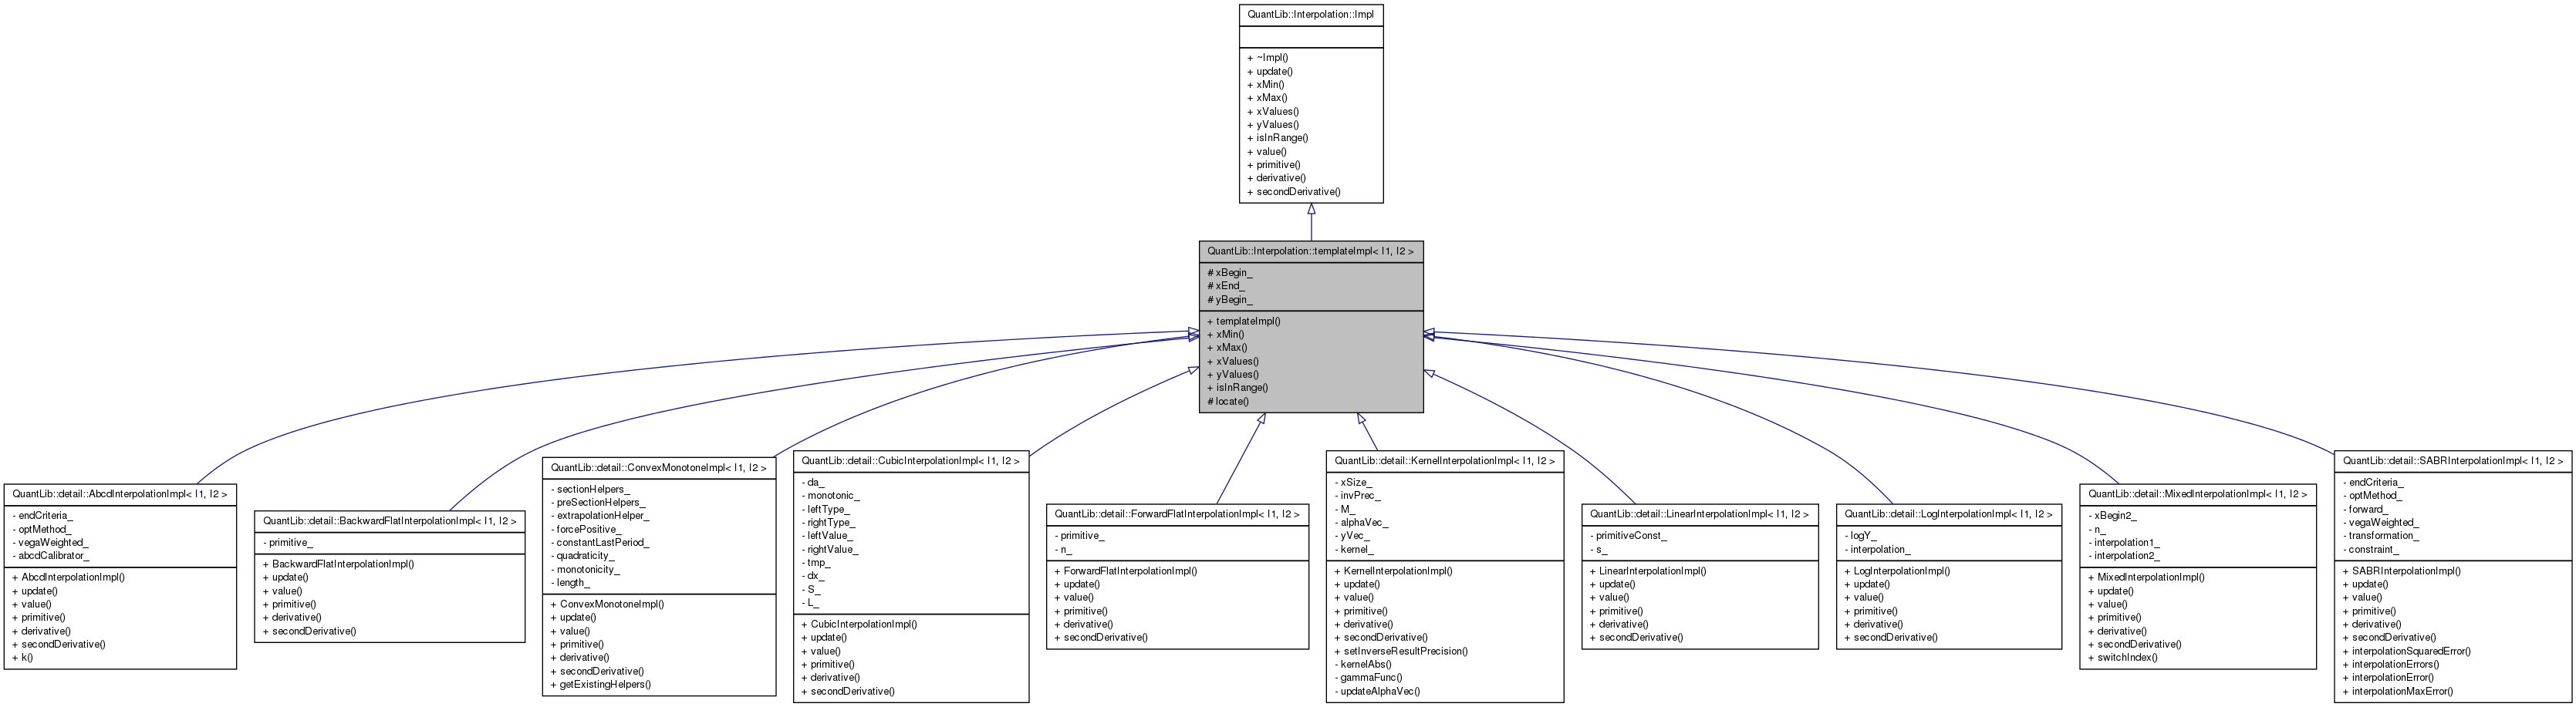 QuantLib::Interpolation::Impl
+ ~Impl()
+ update()
+ xMin()
+ xMax()
+ xValues()
+ yValues()
+ isInRange()
+ value()
+ primitive()
+ derivative()
+ secondDerivative()
QuantLib::Interpolation::templateImpl< I1, I2 >
# xBegin_
# xEnd_
# yBegin_
+ templateImpl()
+ xMin()
+ xMax()
+ xValues()
+ yValues()
+ isInRange()
# locate()
QuantLib::detail::AbcdInterpolationImpl< I1, I2 >
- endCriteria_
- optMethod_
- vegaWeighted_
- abcdCalibrator_
+ AbcdInterpolationImpl()
+ update()
+ value()
+ primitive()
+ derivative()
+ secondDerivative()
+ k()
QuantLib::detail::BackwardFlatInterpolationImpl< I1, I2 >
- primitive_
+ BackwardFlatInterpolationImpl()
+ update()
+ value()
+ primitive()
+ derivative()
+ secondDerivative()
QuantLib::detail::ConvexMonotoneImpl< I1, I2 >
- sectionHelpers_
- preSectionHelpers_
- extrapolationHelper_
- forcePositive_
- constantLastPeriod_
- quadraticity_
- monotonicity_
- length_
+ ConvexMonotoneImpl()
+ update()
+ value()
+ primitive()
+ derivative()
+ secondDerivative()
+ getExistingHelpers()
QuantLib::detail::CubicInterpolationImpl< I1, I2 >
- da_
- monotonic_
- leftType_
- rightType_
- leftValue_
- rightValue_
- tmp_
- dx_
- S_
- L_
+ CubicInterpolationImpl()
+ update()
+ value()
+ primitive()
+ derivative()
+ secondDerivative()
QuantLib::detail::ForwardFlatInterpolationImpl< I1, I2 >
- primitive_
- n_
+ ForwardFlatInterpolationImpl()
+ update()
+ value()
+ primitive()
+ derivative()
+ secondDerivative()
QuantLib::detail::KernelInterpolationImpl< I1, I2 >
- xSize_
- invPrec_
- M_
- alphaVec_
- yVec_
- kernel_
+ KernelInterpolationImpl()
+ update()
+ value()
+ primitive()
+ derivative()
+ secondDerivative()
+ setInverseResultPrecision()
- kernelAbs()
- gammaFunc()
- updateAlphaVec()
QuantLib::detail::LinearInterpolationImpl< I1, I2 >
- primitiveConst_
- s_
+ LinearInterpolationImpl()
+ update()
+ value()
+ primitive()
+ derivative()
+ secondDerivative()
QuantLib::detail::LogInterpolationImpl< I1, I2 >
- logY_
- interpolation_
+ LogInterpolationImpl()
+ update()
+ value()
+ primitive()
+ derivative()
+ secondDerivative()
QuantLib::detail::MixedInterpolationImpl< I1, I2 >
- xBegin2_
- n_
- interpolation1_
- interpolation2_
+ MixedInterpolationImpl()
+ update()
+ value()
+ primitive()
+ derivative()
+ secondDerivative()
+ switchIndex()
QuantLib::detail::SABRInterpolationImpl< I1, I2 >
- endCriteria_
- optMethod_
- forward_
- vegaWeighted_
- transformation_
- constraint_
+ SABRInterpolationImpl()
+ update()
+ value()
+ primitive()
+ derivative()
+ secondDerivative()
+ interpolationSquaredError()
+ interpolationErrors()
+ interpolationError()
+ interpolationMaxError()